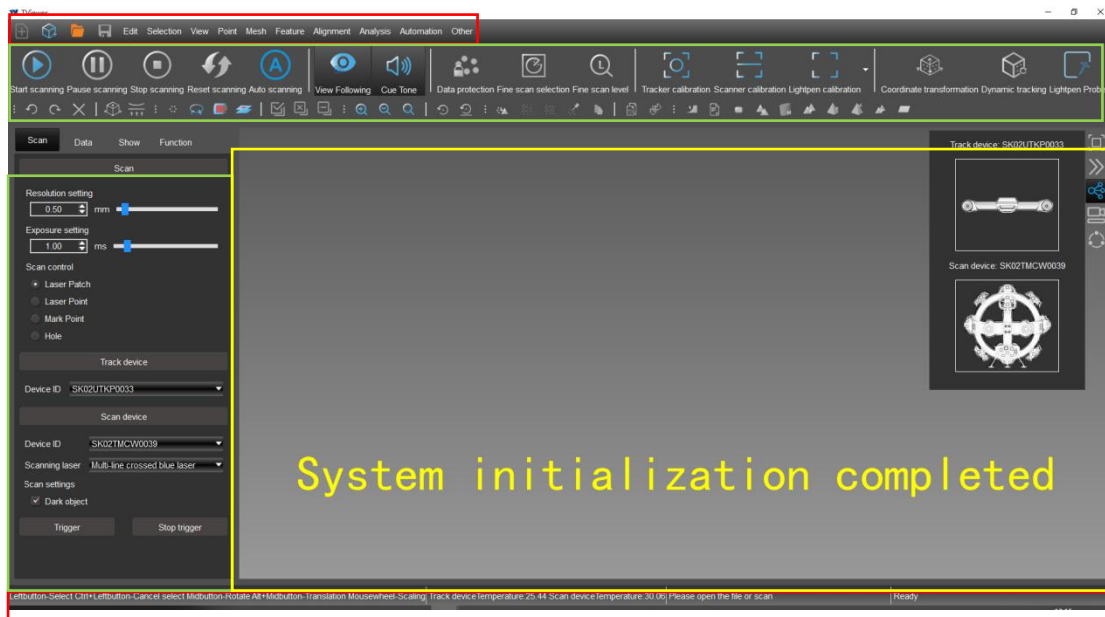 TViewer
Edit Selection View Point Mesh Feature Alignment Analysis Automation Other
Start scanning Pause scanning Stop scanning Reset scanning Auto scanning View Following Cue Tone Data protection Fine scan selection Fine scan level Tracker calibration Scanner calibration Lightpen calibration Coordinate transformation Dynamic tracking Lightpen Probe
Scan Data Show Function
Scan
Resolution setting
0.50 mm
Exposure setting
1.00 ms
Scan control
Laser Patch
Laser Point
Mark Point
Hole
Track device
Device ID SK02UTKP0033
Scan device
Device ID SK02TMCW0039
Scanning laser Multi-line crossed blue laser
Scan settings
Dark object
Trigger Stop trigger
Track device: SK02UTKP0033
Scan device: SK02TMCW0039
System initialization completed
Leftbutton-Select Ctrl+Leftbutton-Cancel select Midbutton-Rotate Alt+Midbutton-Translation Mousewheel-Scaling Track deviceTemperature:25.44 Scan deviceTemperature:30.06 Please open the file or scan Ready